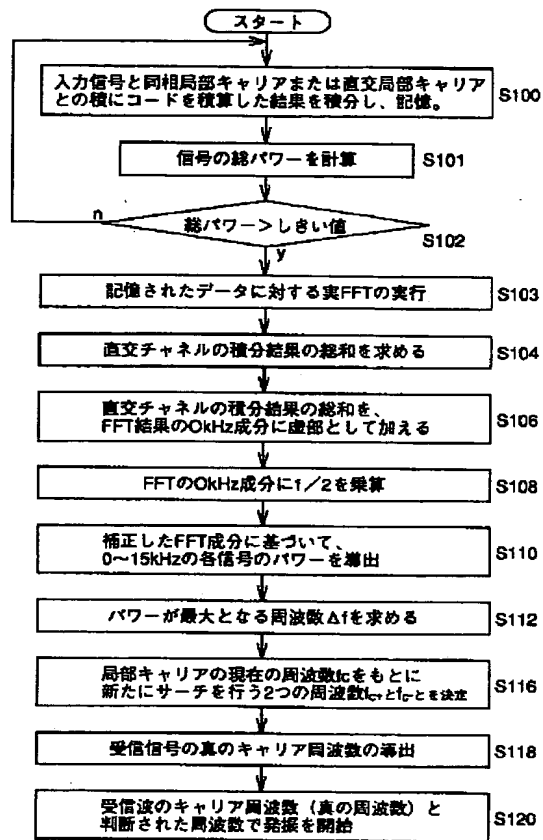 スタート
入力信号と同相局部キャリアまたは直交局部キャリア
との積にコードを積算した結果を積分し、記憶。
S100
信号の総パワーを計算
S101
n
総パワー＞しきい値
S102
y
記憶されたデータに対する実FFTの実行
S103
直交チャネルの積分結果の総和を求める
S104
直交チャネルの積分結果の総和を、
FFT結果の0kHz成分に虚部として加える
S106
FFTの0kHz成分に1／2を乗算
S108
補正したFFT成分に基づいて、
0～15kHzの各信号のパワーを導出
S110
パワーが最大となる周波数Δfを求める
S112
局部キャリアの現在の周波数fcをもとに
新たにサーチを行う2つの周波数fc+とfc-とを決定
S116
受信信号の真のキャリア周波数の導出
S118
受信波のキャリア周波数（真の周波数）と
判断された周波数で発振を開始
S120